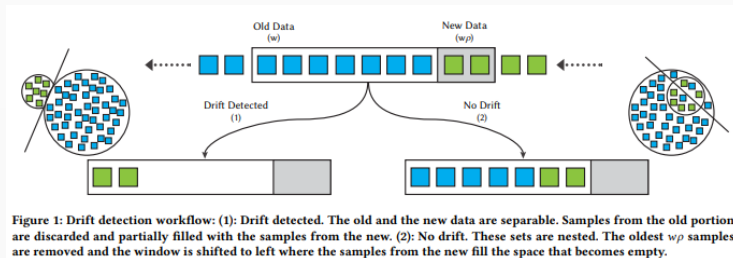 Old Data
(w)
New Data
(wρ)
Drift Detected
(1)
No Drift
(2)
Figure 1: Drift detection workflow: (1): Drift detected. The old and the new data are separable. Samples from the old portion
are discarded and partially filled with the samples from the new. (2): No drift. These sets are nested. The oldest wρ samples
are removed and the window is shifted to left where the samples from the new fill the space that becomes empty.